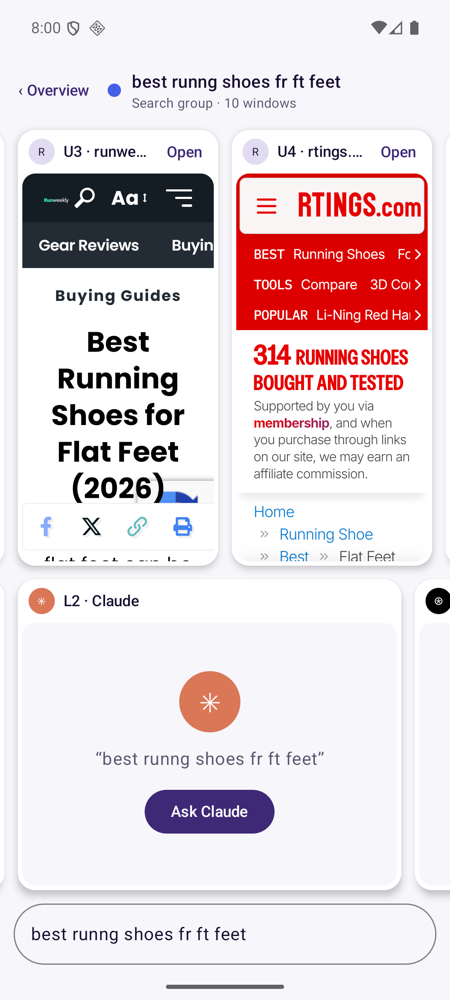 8:00
‹ Overview
best runng shoes fr ft feet
Search group · 10 windows
R U3 · runwe... Open
Runweekly Aa
Gear Reviews Buyin
Buying Guides
Best
Running
Shoes for
Flat Feet
(2026)
flat feet can be
R U4 · rtings.... Open
RTINGS.com
BEST Running Shoes Fo
TOOLS Compare 3D Co
POPULAR Li-Ning Red Ha
314 RUNNING SHOES
BOUGHT AND TESTED
Supported by you via
membership, and when
you purchase through links
on our site, we may earn an
affiliate commission.
Home
» Running Shoe
» Best » Flat Feet
L2 · Claude
“best runng shoes fr ft feet”
Ask Claude
best runng shoes fr ft feet